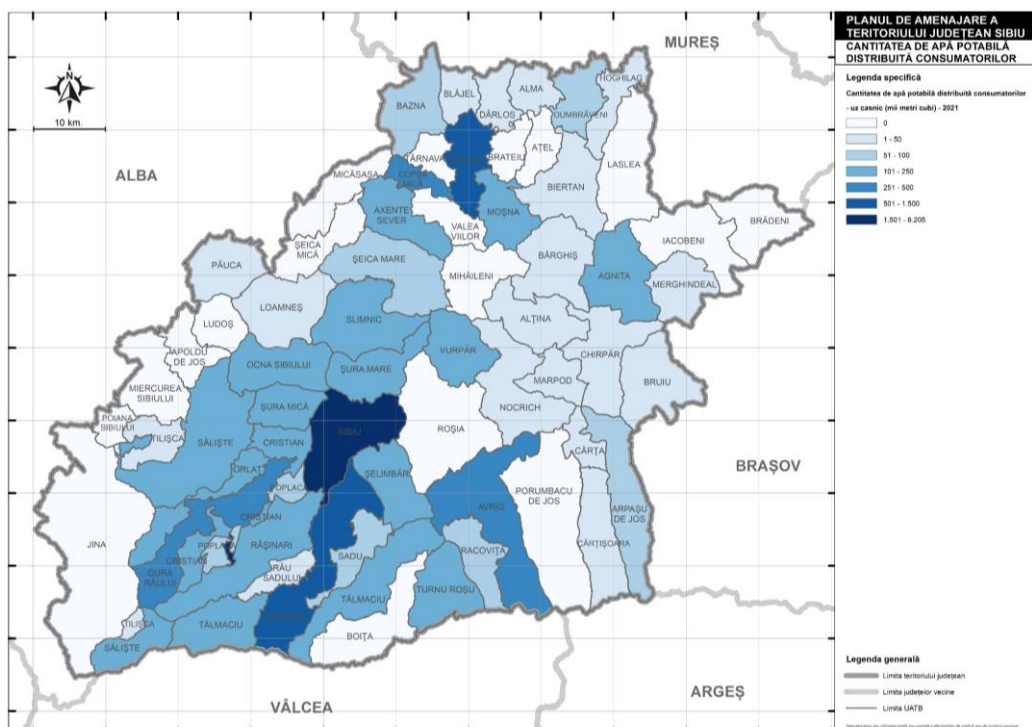 PLANUL DE AMENAJARE A
TERITORIULUI JUDEȚEAN SIBIU
CANTITATEA DE APĂ POTABILĂ
DISTRIBUITĂ CONSUMATORILOR
Legenda specifică
Cantitatea de apă potabilă distribuită consumatorilor
- uz casnic (mii metri cubi) - 2021
0
1 - 50
51 - 100
101 - 250
251 - 500
501 - 1.500
1.501 - 6.205
Legenda generală
Limita teritoriului județean
Limita județelor vecine
Limita UATB
N
10 km.
MUREȘ
ALBA
BRAȘOV
VÂLCEA
ARGEȘ
HOGHILAG
BLĂJEL
ALMA
BAZNA
DÂRLOS
DUMBRĂVENI
TÂRNAVA
BRATEIU
AȚEL
LASLEA
MICĂSASA
COPȘA
MICĂ
BIERTAN
AXENTE
SEVER
MOȘNA
BRĂDENI
VALEA
VIILOR
IACOBENI
ȘEICA
MICĂ
BÂRGHIȘ
PĂUCA
ȘEICA MARE
MIHĂILENI
AGNITA
MERGHINDEAL
LOAMNEȘ
LUDOȘ
SLIMNIC
ALȚINA
APOLDU
DE JOS
VURPĂR
CHIRPĂR
OCNA SIBIULUI
ȘURA MARE
MARPOD
BRUIU
MIERCUREA
SIBIULUI
ȘURA MICĂ
NOCRICH
POIANA
SIBIULUI
TILIȘCA
SIBIU
ROȘIA
SĂLIȘTE
CRISTIAN
CÂRȚA
ORLAT
ȘELIMBĂR
POPLACA
PORUMBACU
DE JOS
AVRIG
ARPAȘU
DE JOS
CRISTIAN
JINA
POPLACA
RĂȘINARI
CÂRȚIȘOARA
CRISTIAN
SADU
RACOVIȚA
GURA
RÂULUI
RÂU
SADULUI
TĂLMACIU
TURNU ROȘU
TILIȘCA
TĂLMACIU
BOIȚA
SĂLIȘTE